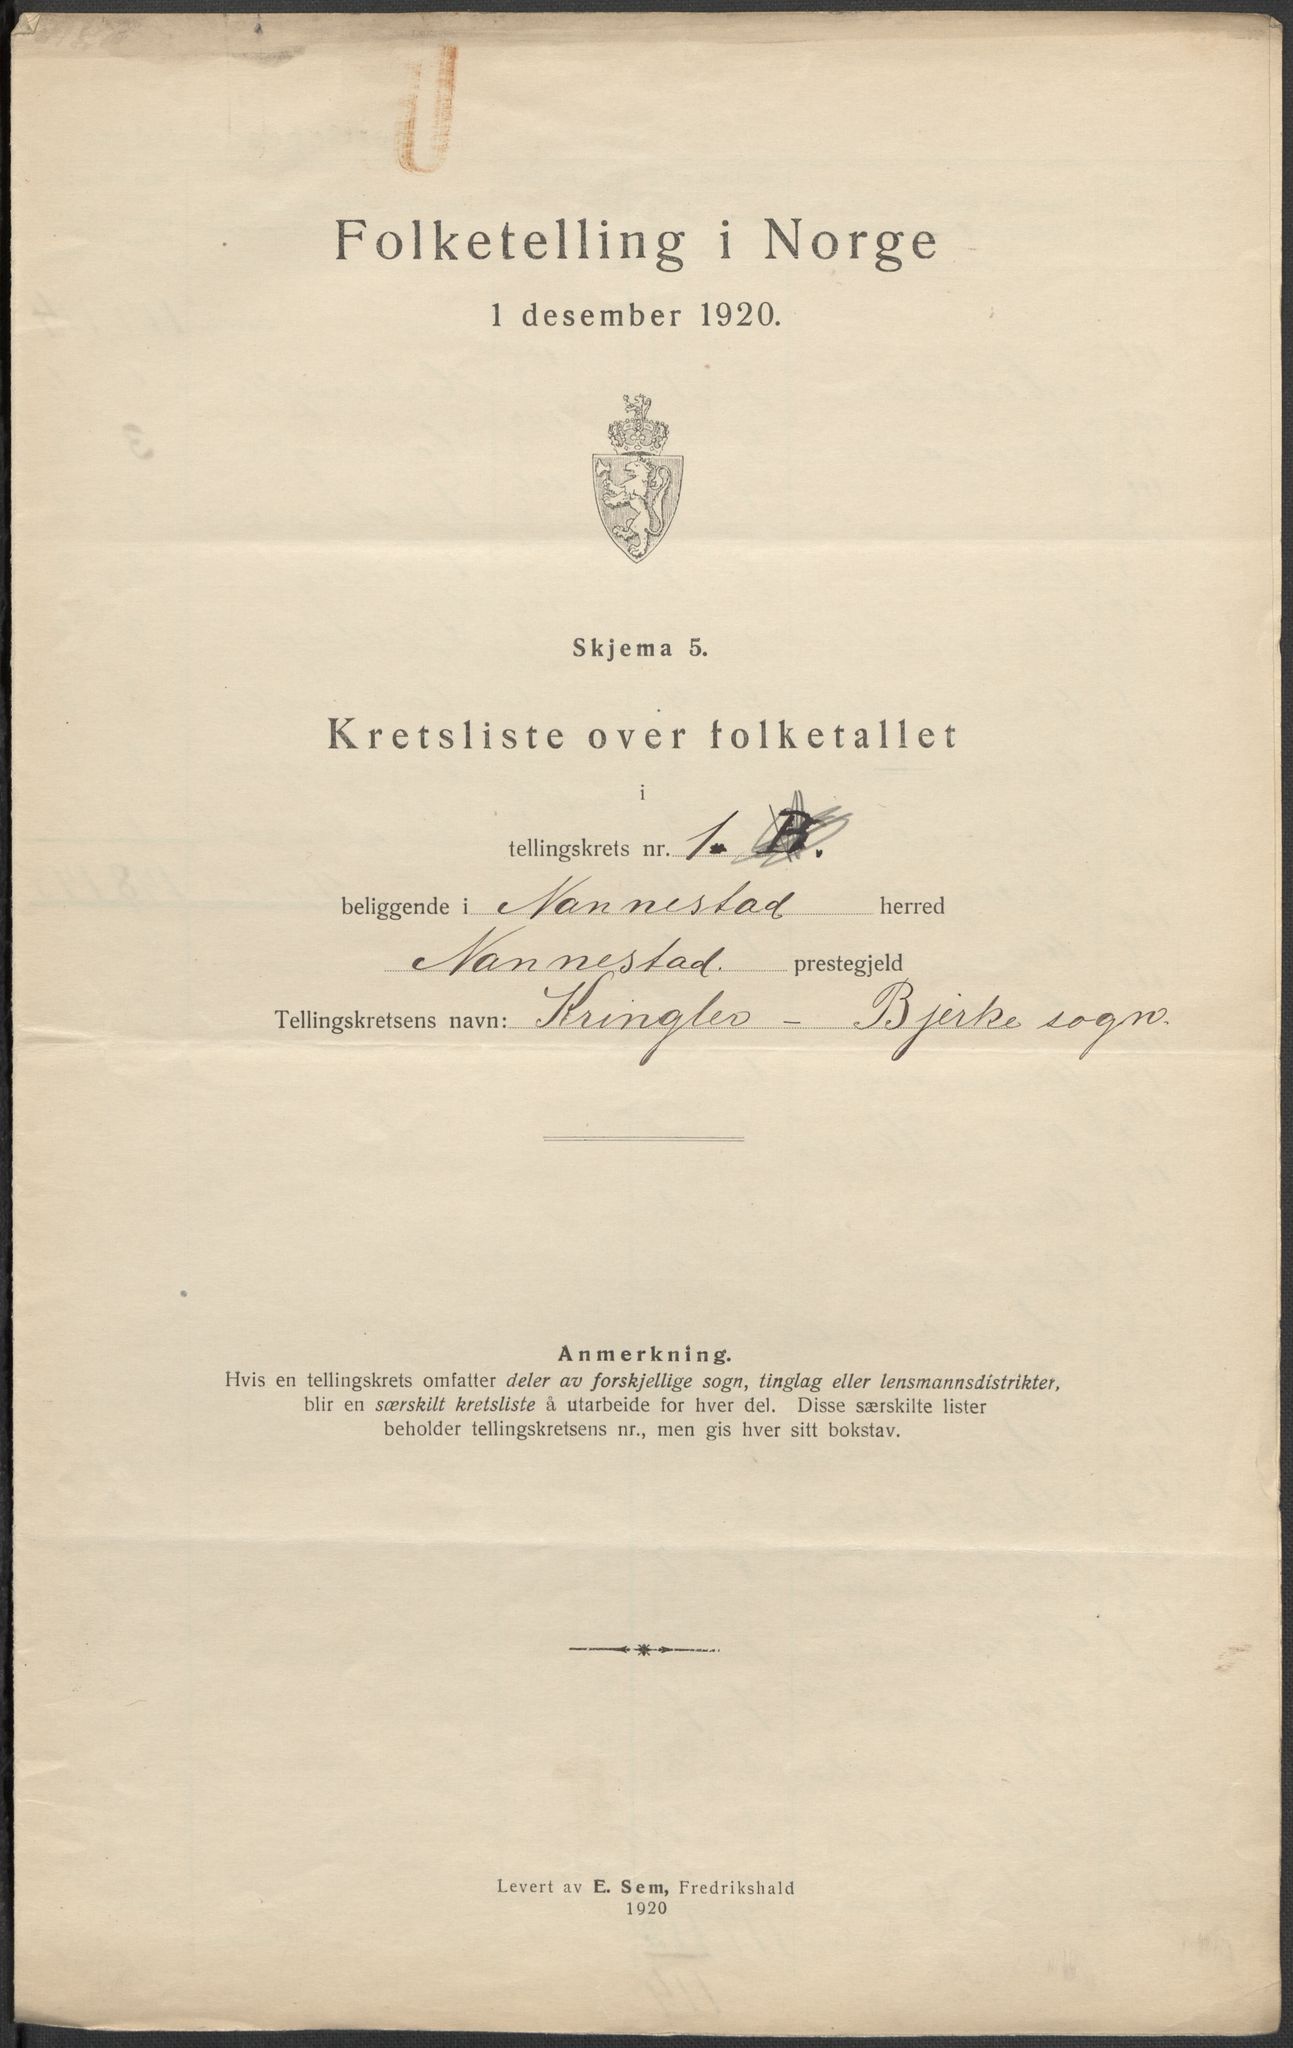 Folketelling i Norge
1 desember 1920.
Skjema 5.
Kretsliste over folketallet
i
tellingskrets nr. 1. B.
beliggende i Nannestad herred
Nannestad. prestegjeld
Tellingskretsens navn: Kringler - Bjerke sogn.
Anmerkning.
Hvis en tellingskrets omfatter deler av forskjellige sogn, tinglag eller lensmannsdistrikter,
blir en særskilt kretsliste å utarbeide for hver del. Disse særskilte lister
beholder tellingskretsens nr., men gis hver sitt bokstav.
Levert av E. Sem, Fredrikshald
1920